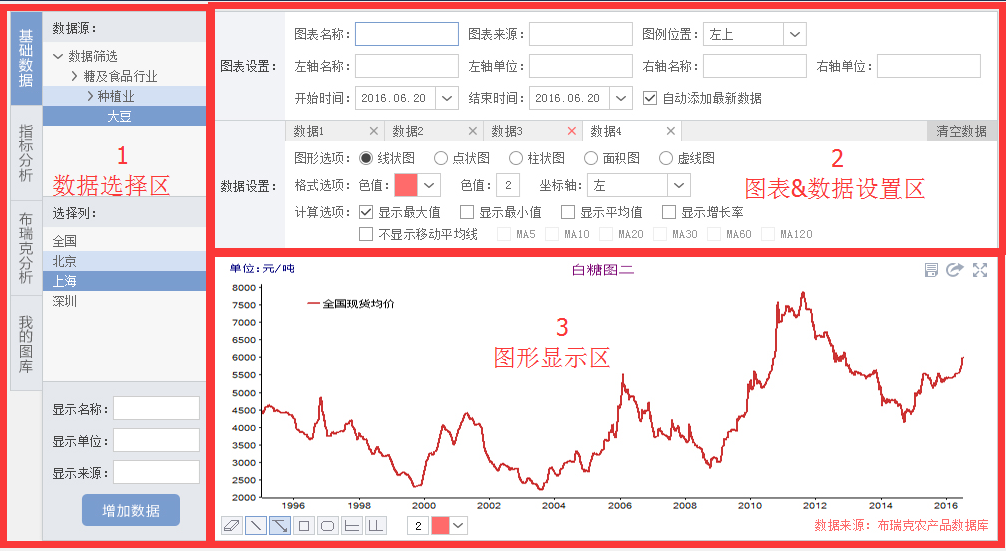 基础数据
指标分析
布瑞克分析
我的图库
数据源：
数据筛选
糖及食品行业
种植业
大豆
1
数据选择区
选择列：
全国
北京
上海
深圳
显示名称：
显示单位：
显示来源：
增加数据
图表设置：
图表名称： 图表来源： 图例位置： 左上
左轴名称： 左轴单位： 右轴名称： 右轴单位：
开始时间： 2016.06.20 结束时间： 2016.06.20 自动添加最新数据
数据1 数据2 数据3 数据4 清空数据
数据设置：
图形选项： 线状图 点状图 柱状图 面积图 虚线图
格式选项： 色值： 色值： 2 坐标轴： 左
计算选项： 显示最大值 显示最小值 显示平均值 显示增长率
不显示移动平均线 MA5 MA10 MA20 MA30 MA60 MA120
2
图表&数据设置区
单位:元/吨 白糖图二
全国现货均价
3
图形显示区
8000
7500
7000
6500
6000
5500
5000
4500
4000
3500
3000
2500
2000
1996 1998 2000 2002 2004 2006 2008 2010 2012 2014 2016
2
数据来源：布瑞克农产品数据库